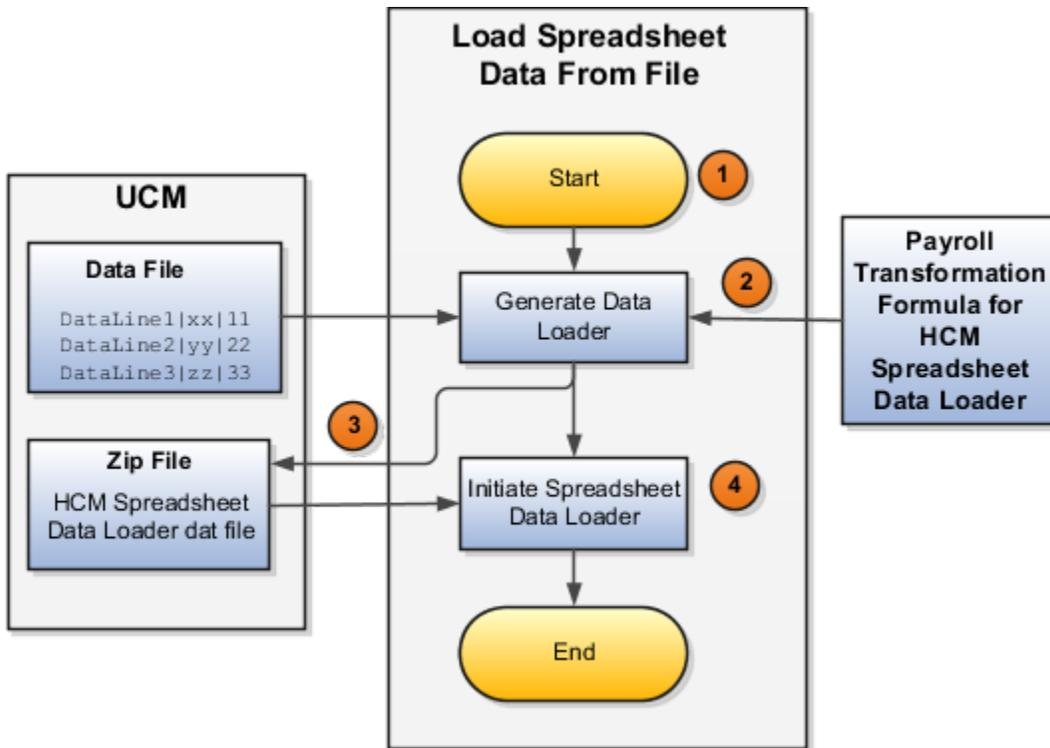 Load Spreadsheet
Data From File
Start
1
UCM
Data File
DataLine1|xx|11
DataLine2|yy|22
DataLine3|zz|33
Generate Data
Loader
2
Payroll
Transformation
Formula for
HCM
Spreadsheet
Data Loader
3
Zip File
HCM Spreadsheet
Data Loader dat file
Initiate Spreadsheet
Data Loader
4
End